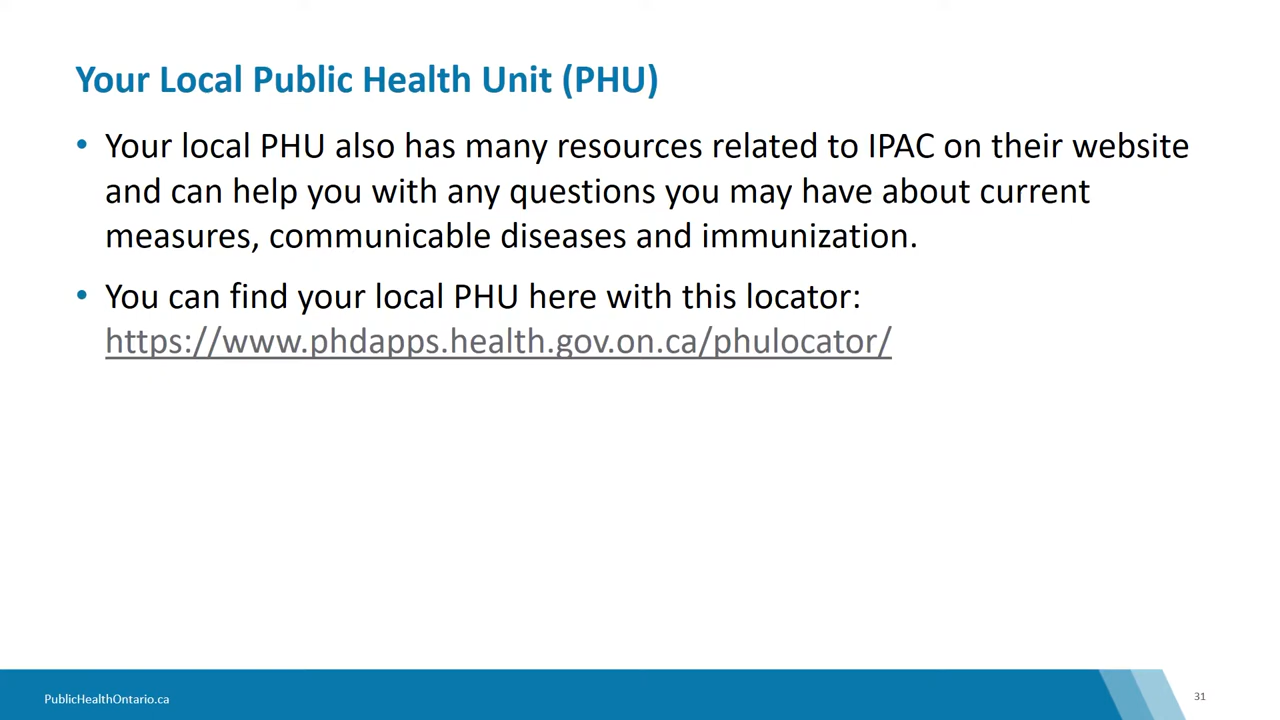 Your Local Public Health Unit (PHU)
• Your local PHU also has many resources related to IPAC on their website
and can help you with any questions you may have about current
measures, communicable diseases and immunization.
• You can find your local PHU here with this locator:
https://www.phdapps.health.gov.on.ca/phulocator/
PublicHealthOntario.ca
31